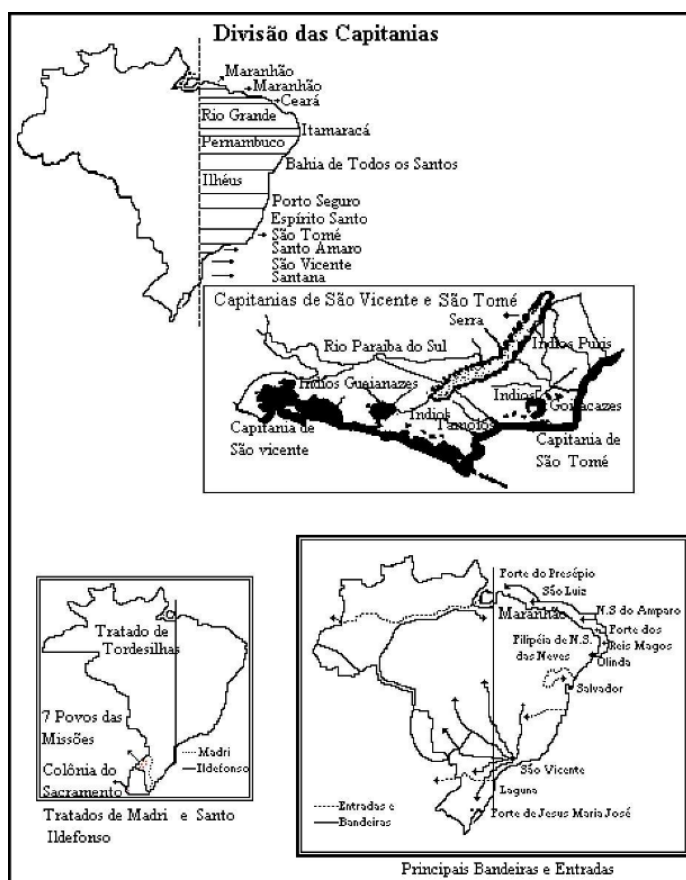 Divisão das Capitanias
Maranhão
Maranhão
Ceará
Rio Grande
Itamaracá
Pernambuco
Bahia de Todos os Santos
Ilhéus
Porto Seguro
Espírito Santo
São Tomé
Santo Amaro
São Vicente
Santana
Capitanias de São Vicente e São Tomé
Serra
Rio Paraiba do Sul
Indios Puris
Indios Guaianazes
Indios
Goitacazes
Indios
Tamoios
Capitania de
São vicente
Capitania de
São Tomé
Tratado de
Tordesilhas
7 Povos das
Missões
Colônia do
Sacramento
Madri
Ildefonso
Tratados de Madri e Santo
Ildefonso
Forte do Presépio
São Luiz
Maranhão
N.S do Amparo
Forte dos
Reis Magos
Filipéia de N.S.
das Neves
Olinda
Salvador
São Vicente
Laguna
Forte de Jesus Maria José
Entradas e
Bandeiras
Principais Bandeiras e Entradas